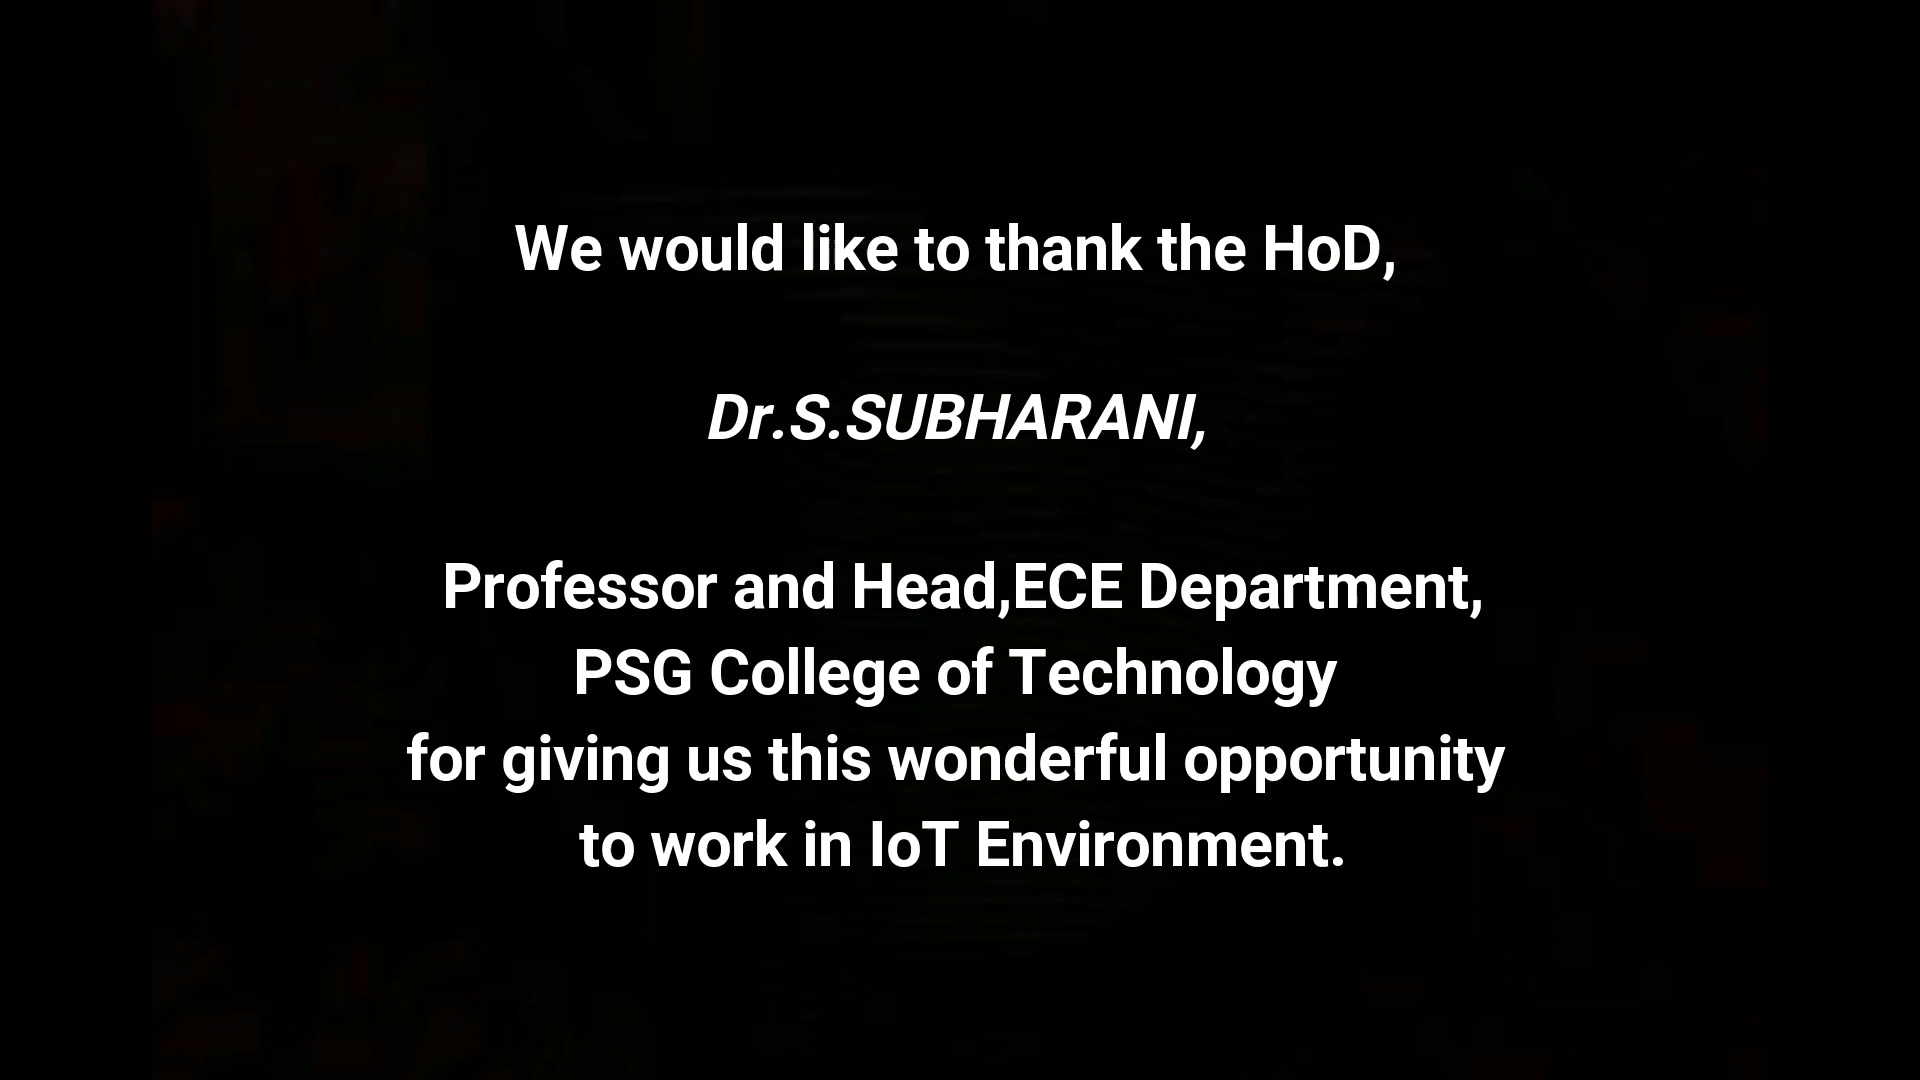 We would like to thank the HoD,
Dr.S.SUBHARANI,
Professor and Head,ECE Department,
PSG College of Technology
for giving us this wonderful opportunity
to work in IoT Environment.